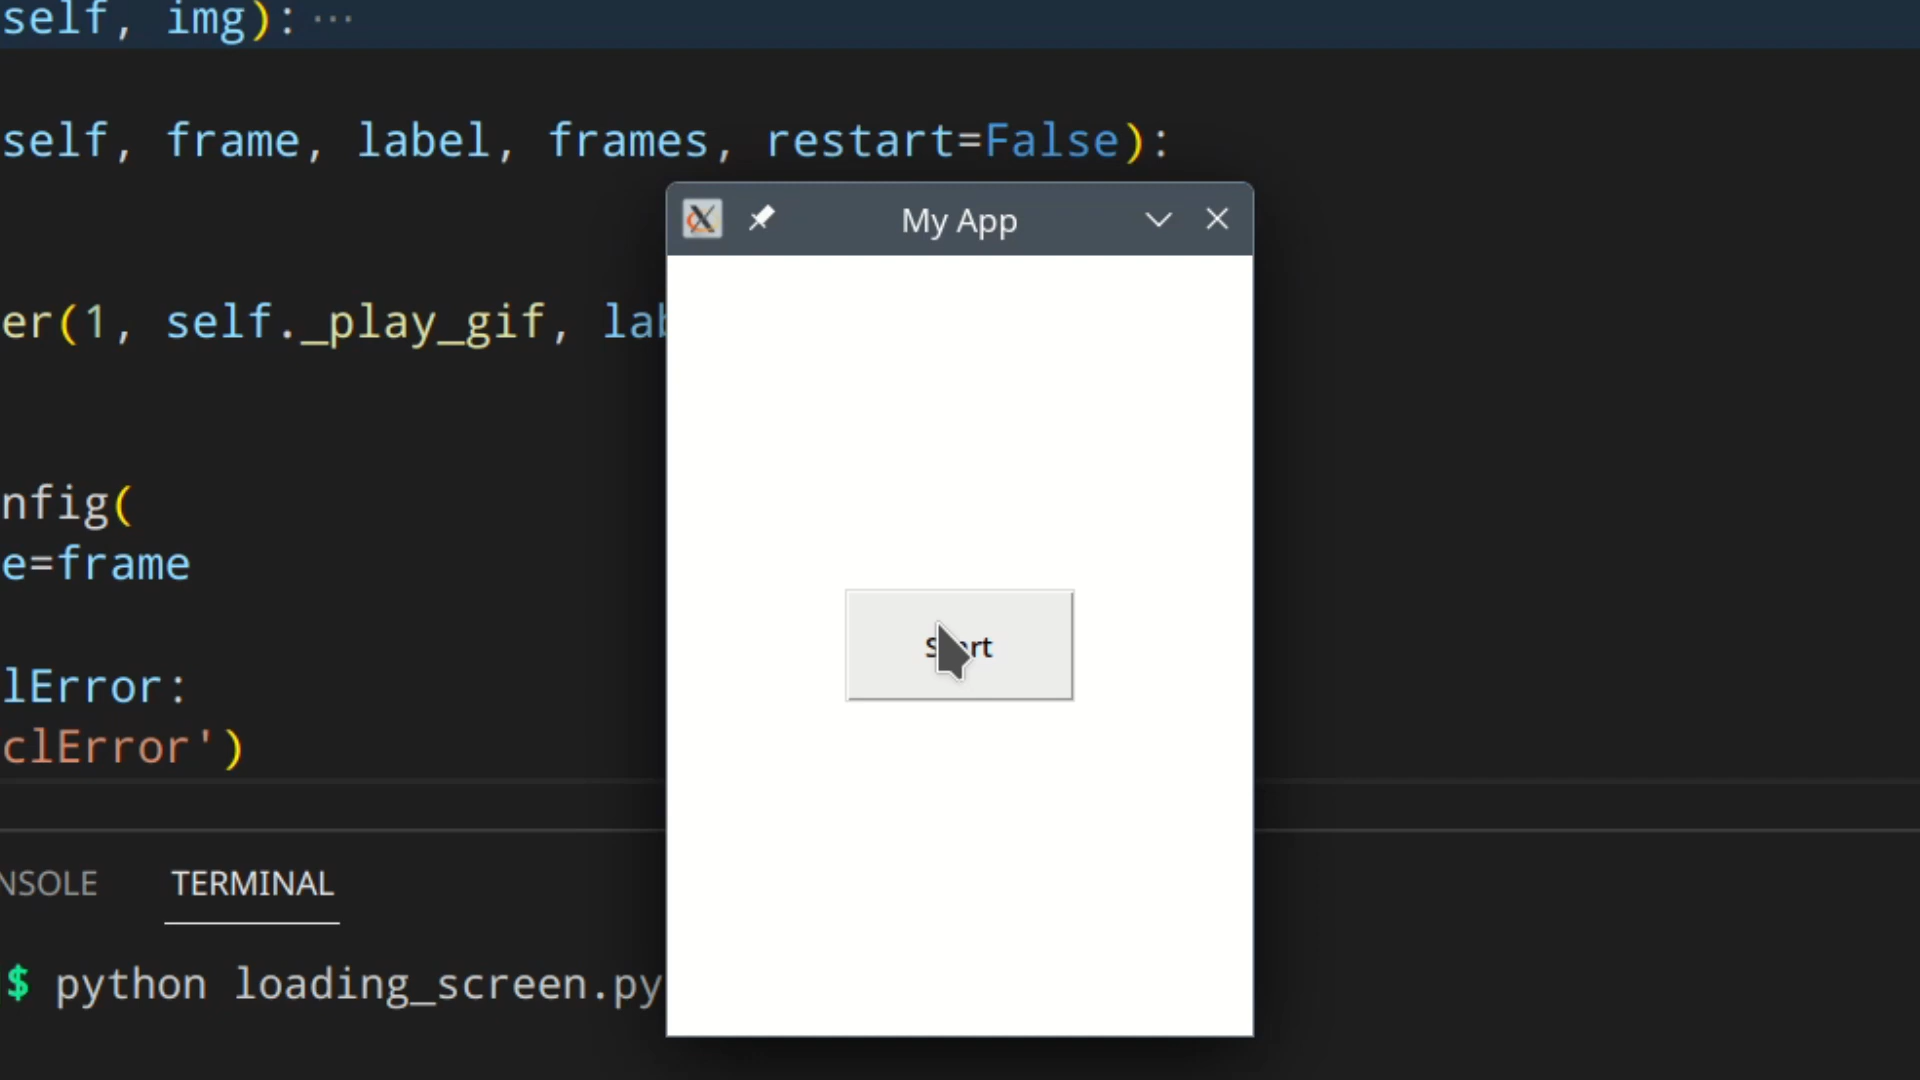 self, img):···
self, frame, label, frames, restart=False):
My App
er(1, self._play_gif, lab
nfig(
e=frame
Start
lError:
clError')
NSOLE TERMINAL
$ python loading_screen.py